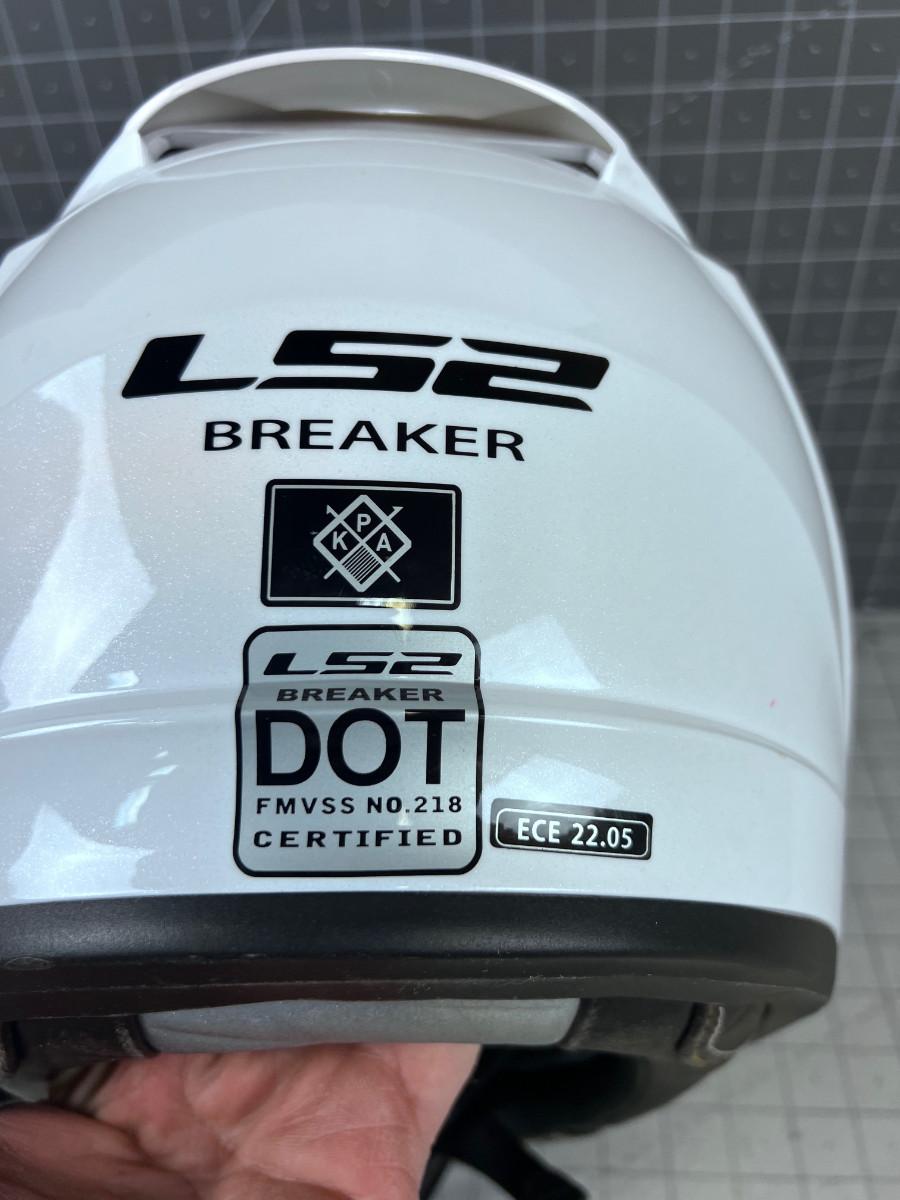 LS2
BREAKER
P
K A
LS2
BREAKER
DOT
FMVSS NO.218
CERTIFIED
ECE 22.05